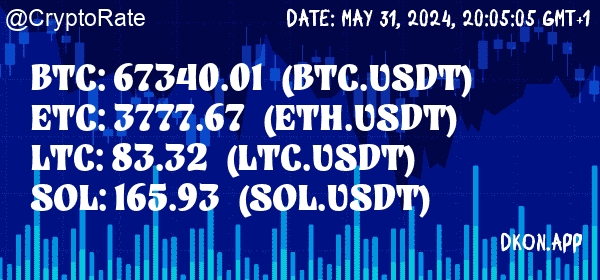 @CryptoRate
DATE: MAY 31, 2024, 20:05:05 GMT+1
BTC: 67340.01 (BTC.USDT)
ETC: 3777.67 (ETH.USDT)
LTC: 83.32 (LTC.USDT)
SOL: 165.93 (SOL.USDT)
DKON.APP